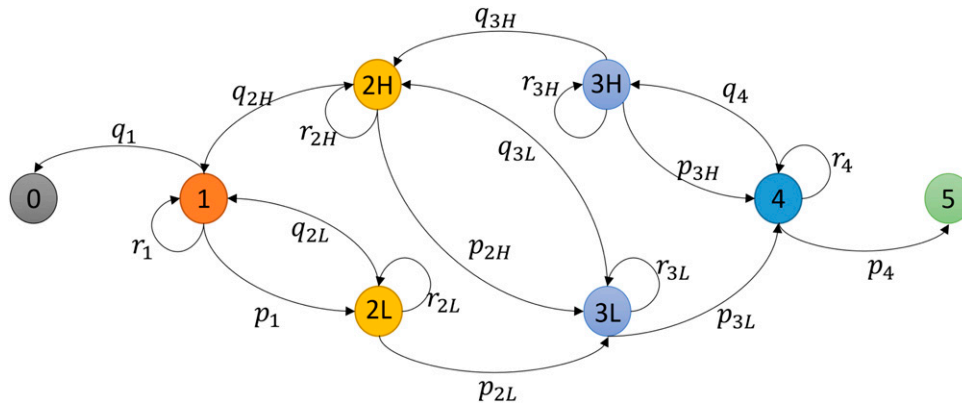 q₃H
2H
3H
q₂H
r₂H
r₃H
q₄
q₁
q₃L
p₃H
r₄
0
1
4
5
r₁
q₂L
p₂H
r₃L
p₄
p₁
2L
r₂L
3L
p₃L
p₂L